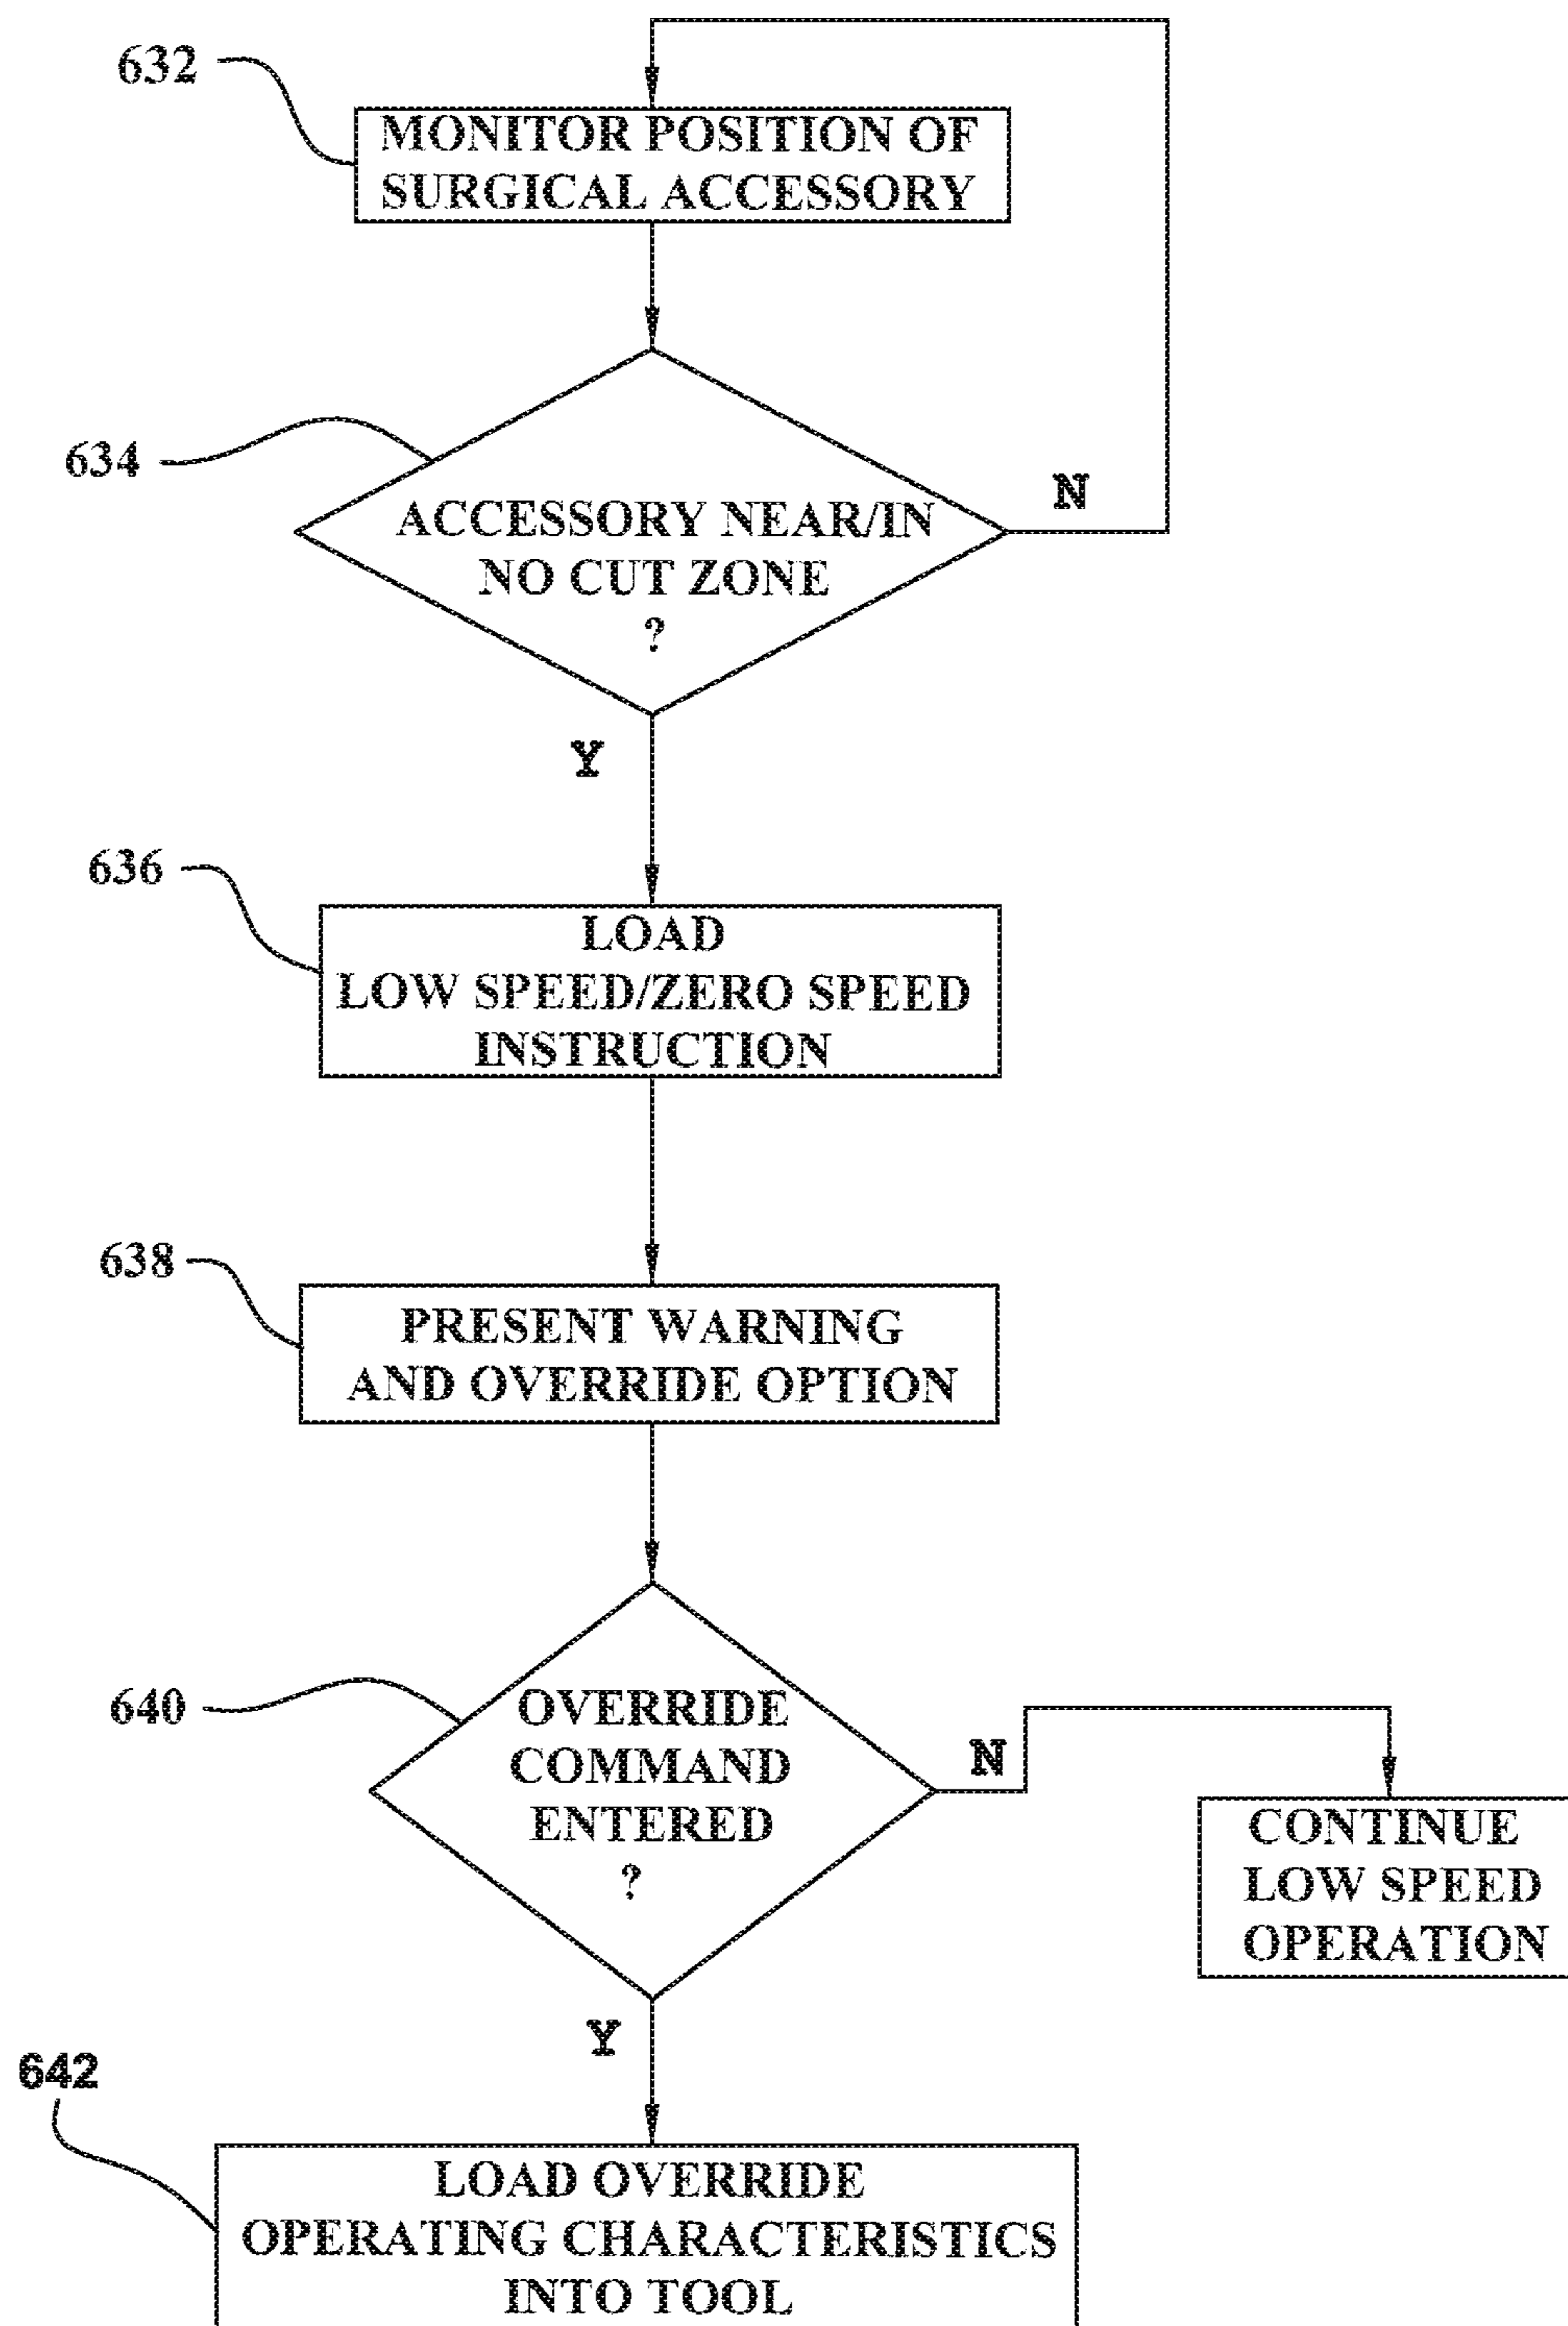 632
MONITOR POSITION OF
SURGICAL ACCESSORY
634
ACCESSORY NEAR/IN
NO CUT ZONE
?
N
Y
636
LOAD
LOW SPEED/ZERO SPEED
INSTRUCTION
638
PRESENT WARNING
AND OVERRIDE OPTION
640
OVERRIDE
COMMAND
ENTERED
?
N
CONTINUE
LOW SPEED
OPERATION
Y
642
LOAD OVERRIDE
OPERATING CHARACTERISTICS
INTO TOOL